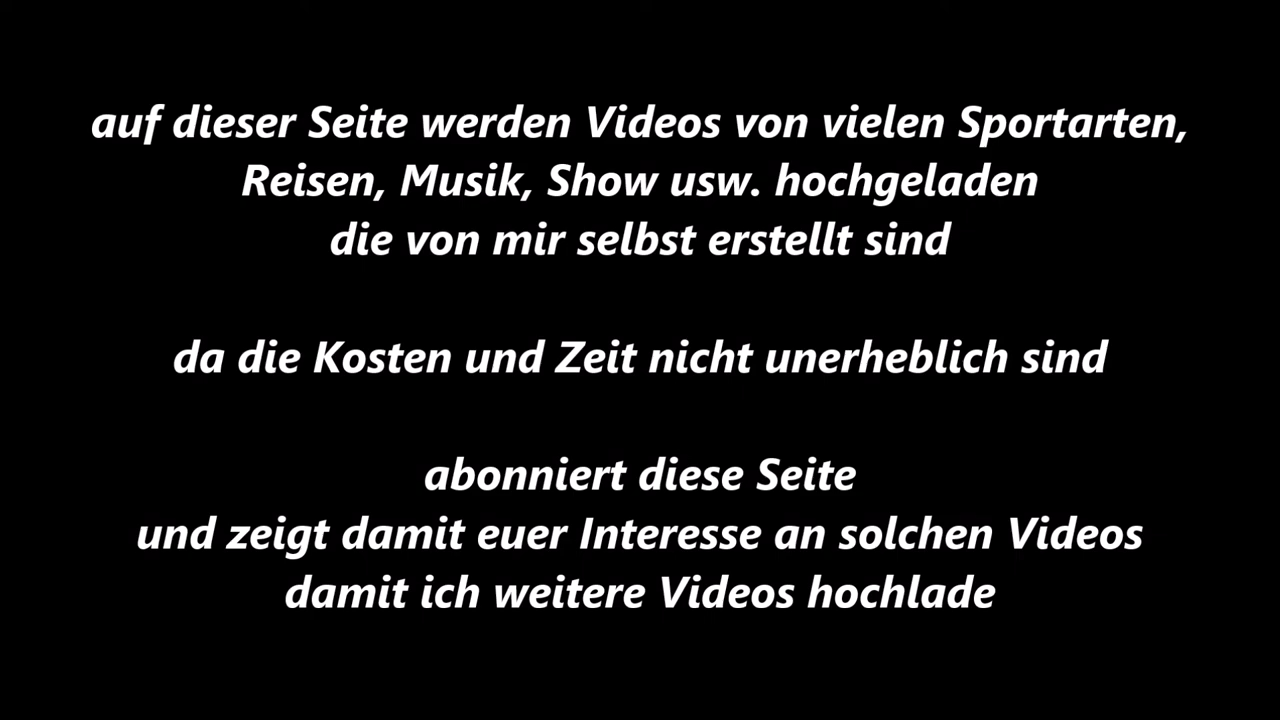 auf dieser Seite werden Videos von vielen Sportarten,
Reisen, Musik, Show usw. hochgeladen
die von mir selbst erstellt sind
da die Kosten und Zeit nicht unerheblich sind
abonniert diese Seite
und zeigt damit euer Interesse an solchen Videos
damit ich weitere Videos hochlade